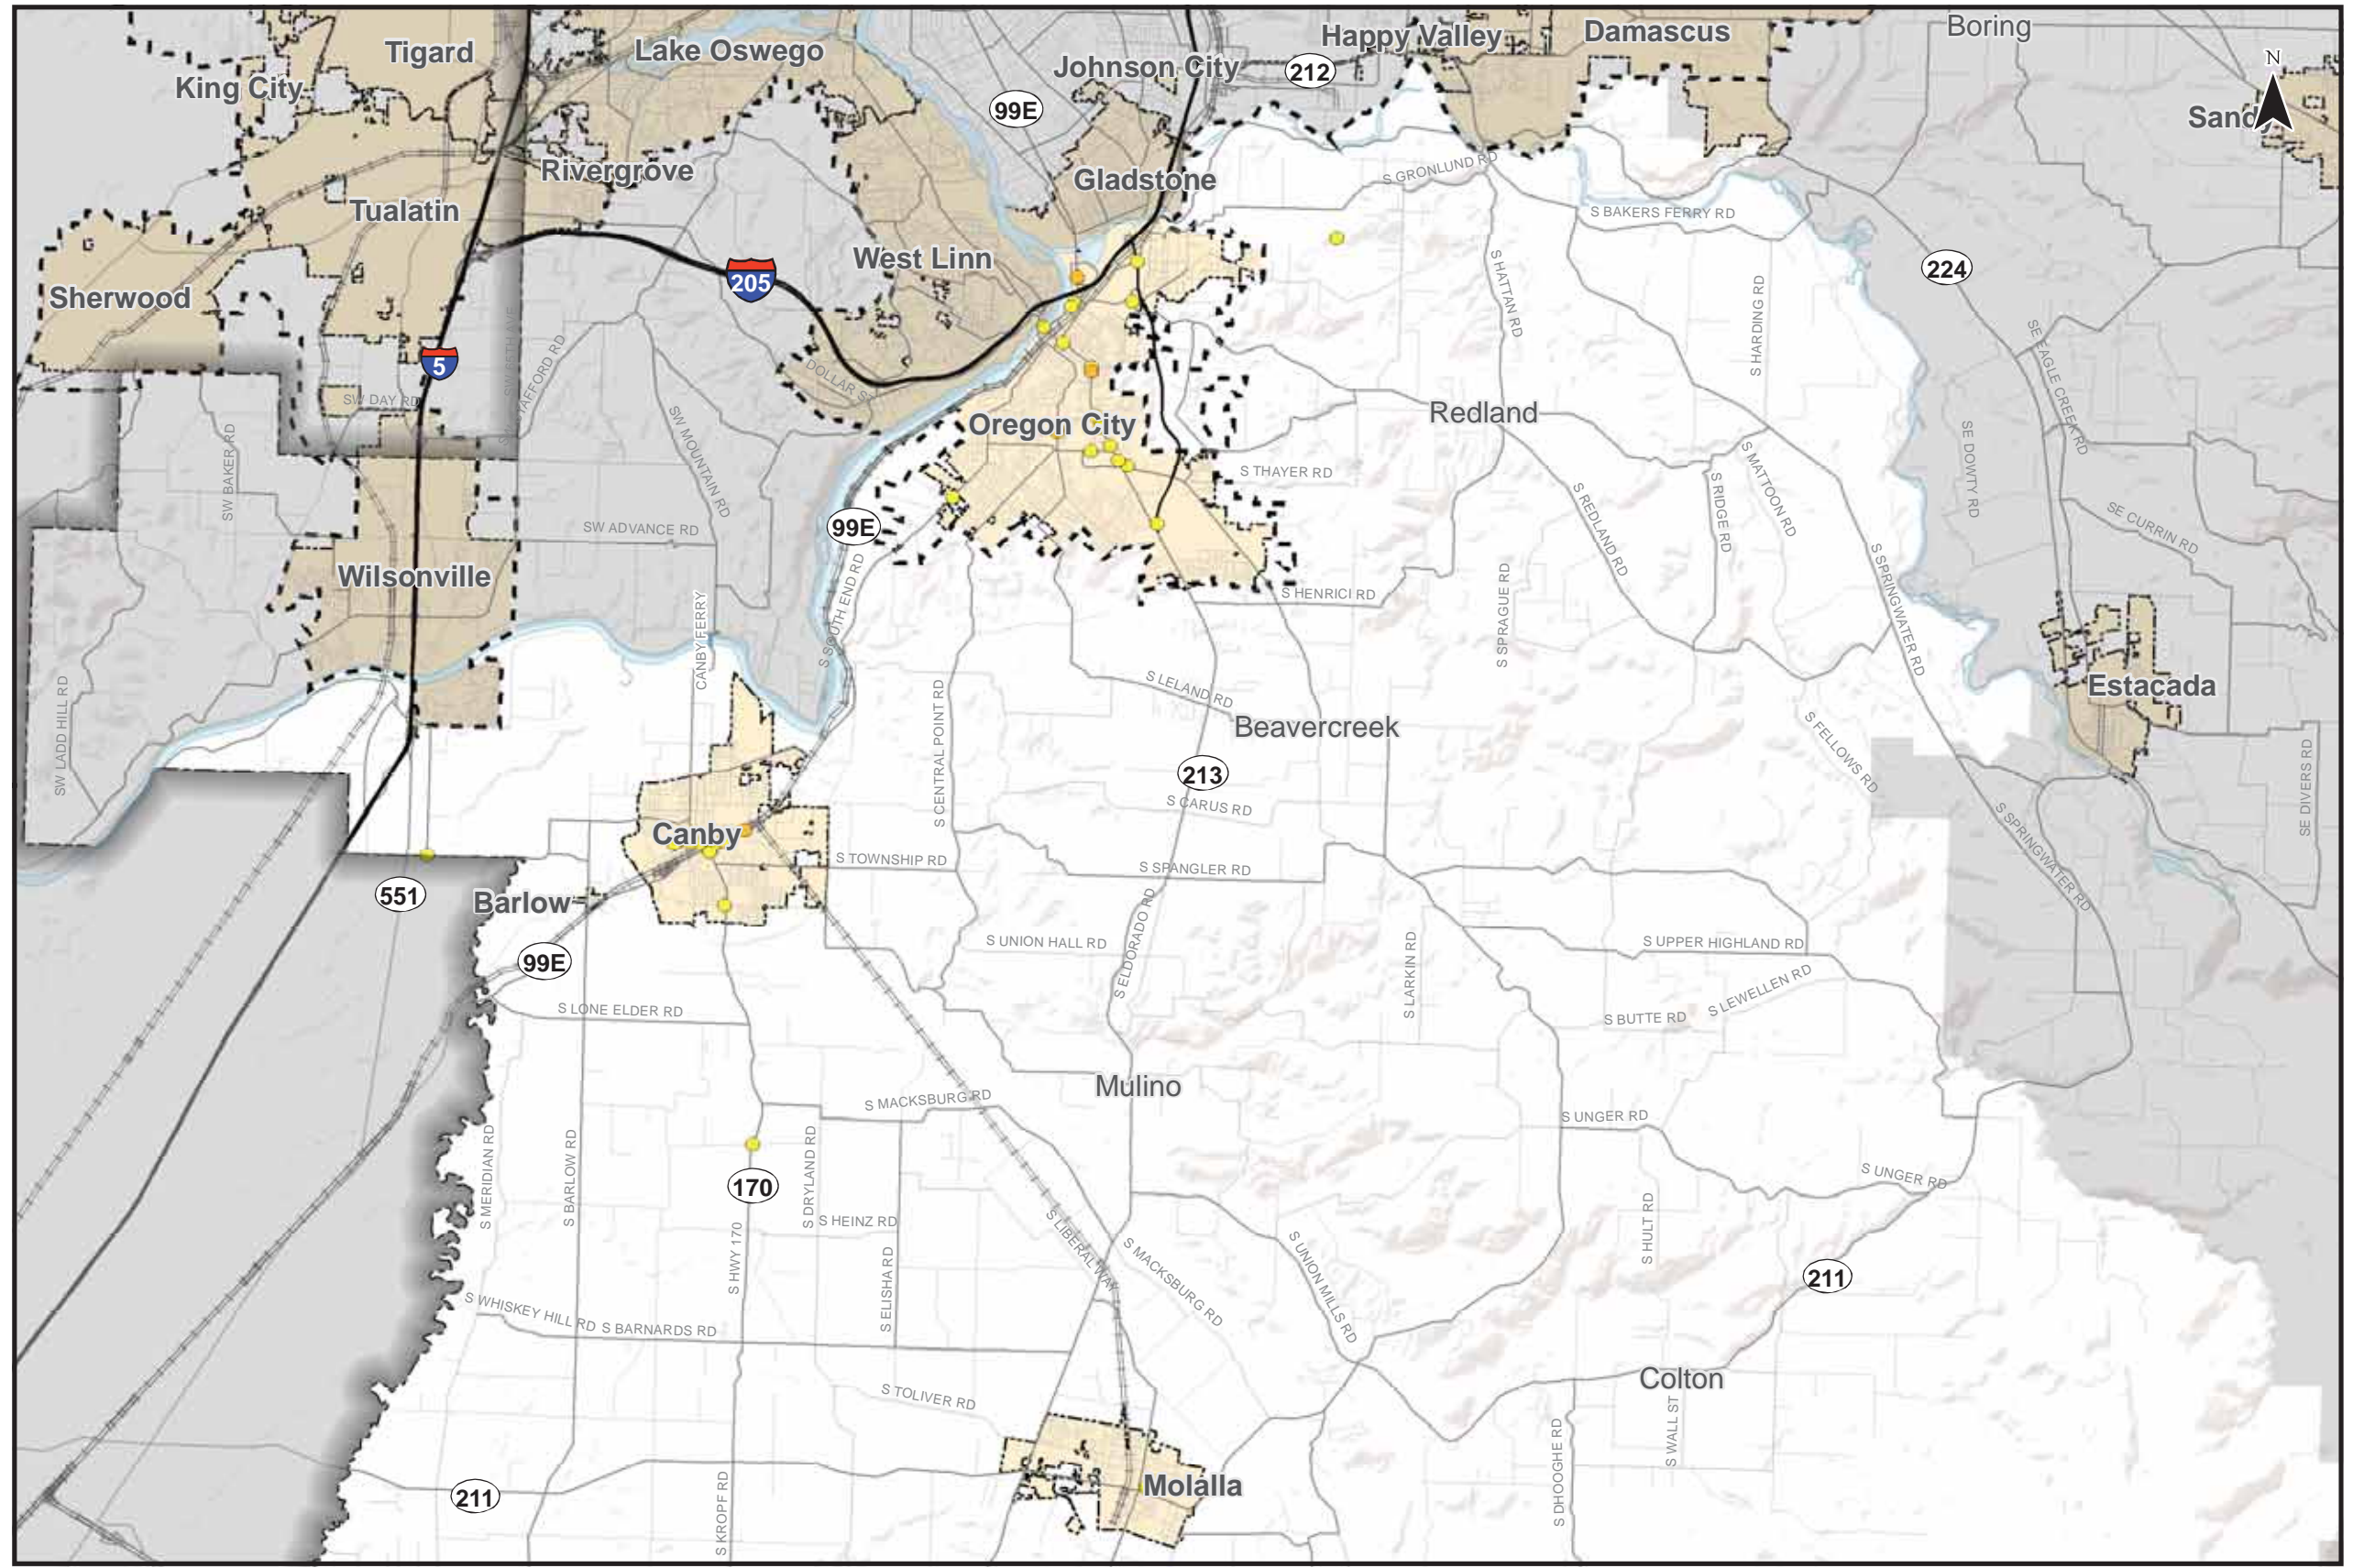 Tigard
Lake Oswego
Happy Valley
Damascus
Boring
N
King City
Johnson City
212
99E
Sandy
Rivergrove
Gladstone
S GRONLUND RD
Tualatin
S BAKERS FERRY RD
West Linn
224
205
Sherwood
S HATTAN RD
S HARDING RD
SE EAGLE CREEK RD
5
DOLLAR ST
SW DAY RD
SW MOUNTAIN RD
Oregon City
Redland
SW BAKER RD
S THAYER RD
S MATTOON RD
S RIDGE RD
SE DOWTY RD
S REDLAND RD
SE CURRIN RD
SW ADVANCE RD
99E
Wilsonville
S SOUTH END RD
S HENRICI RD
S SPRAGUE RD
S SPRINGWATER RD
CANBY FERRY
SW LADD HILL RD
S LELAND RD
Estacada
S CENTRAL POINT RD
Beavercreek
S FELLOWS RD
SE DIVERS RD
213
S CARUS RD
S SPRINGWATER RD
Canby
S TOWNSHIP RD
S SPANGLER RD
551
Barlow
S UNION HALL RD
S ELDORADO RD
S UPPER HIGHLAND RD
99E
S LARKIN RD
S LEWELLEN RD
S LONE ELDER RD
S BUTTE RD
Mulino
S MACKSBURG RD
S UNGER RD
S MERIDIAN RD
S BARLOW RD
S DRYLAND RD
170
S UNGER RD
S HEINZ RD
S HULT RD
S HWY 170
S ELISHA RD
S LIBERAL WAY
S MACKSBURG RD
S UNION MILLS RD
211
S WHISKEY HILL RD
S BARNARDS RD
Colton
S TOLIVER RD
S WALL ST
S DHOOGHE RD
Molalla
211
S KROPF RD